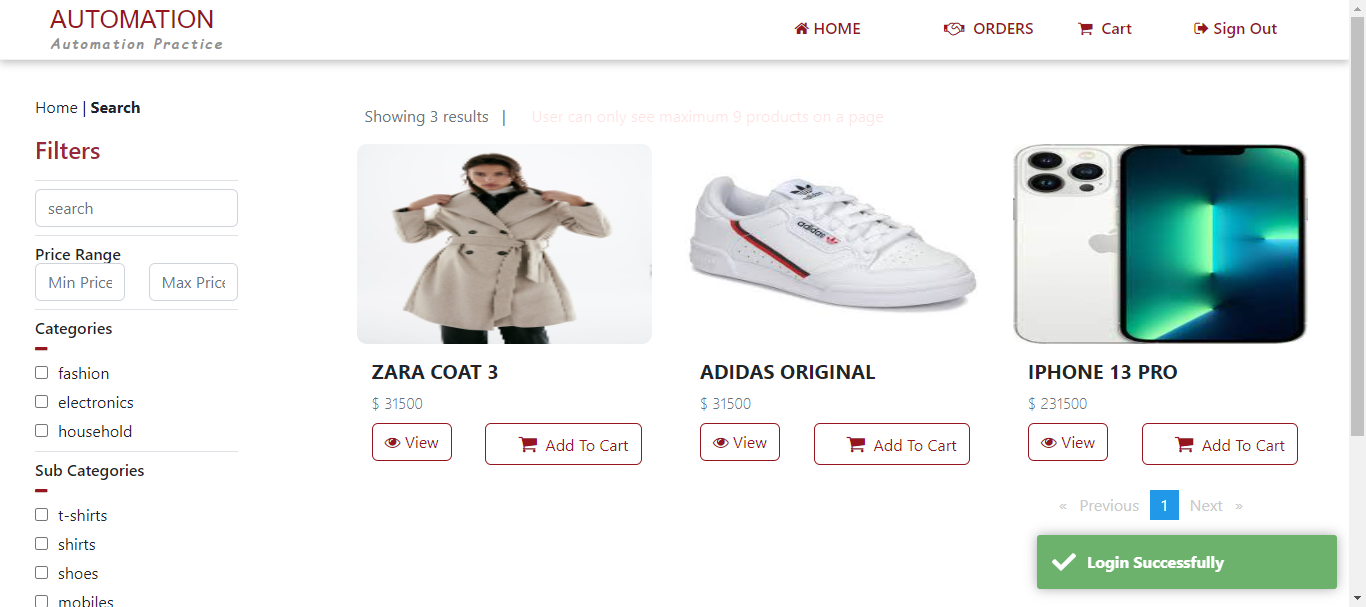 AUTOMATION
Automation Practice
HOME
ORDERS
Cart
Sign Out
Home | Search
Showing 3 results |
User can only see maximum 9 products on a page
Filters
search
Price Range
Min Price
Max Price
Categories
fashion
electronics
household
Sub Categories
t-shirts
shirts
shoes
mobiles
adidas
ZARA COAT 3
$ 31500
View
Add To Cart
ADIDAS ORIGINAL
$ 31500
View
Add To Cart
IPHONE 13 PRO
$ 231500
View
Add To Cart
« Previous 1 Next »
Login Successfully